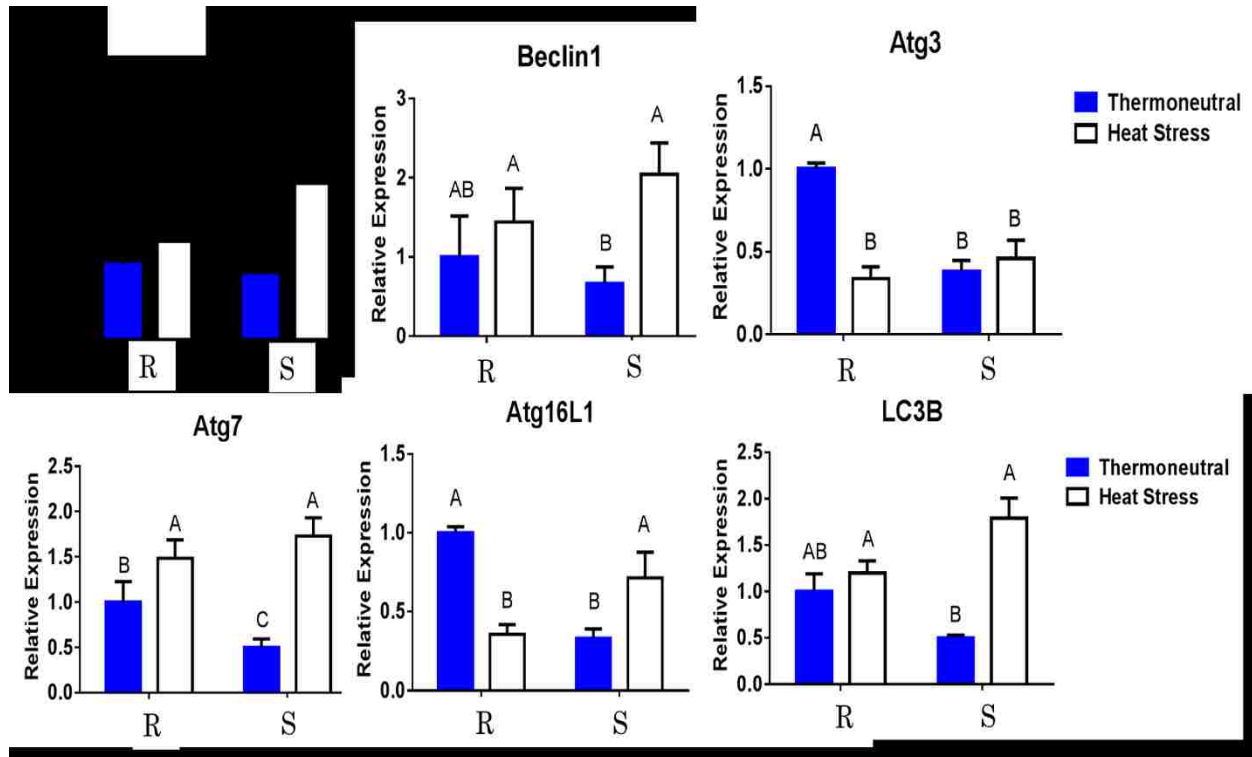 R
S
Beclin1
Relative Expression
3
2
1
0
AB
A
B
A
R
S
Atg3
Relative Expression
1.5
1.0
0.5
0.0
A
B
B
B
R
S
Thermoneutral
Heat Stress
Atg7
Relative Expression
2.5
2.0
1.5
1.0
0.5
0.0
B
A
C
A
R
S
Atg16L1
Relative Expression
1.5
1.0
0.5
0.0
A
B
B
A
R
S
LC3B
Relative Expression
2.5
2.0
1.5
1.0
0.5
0.0
AB
A
B
A
R
S
Thermoneutral
Heat Stress